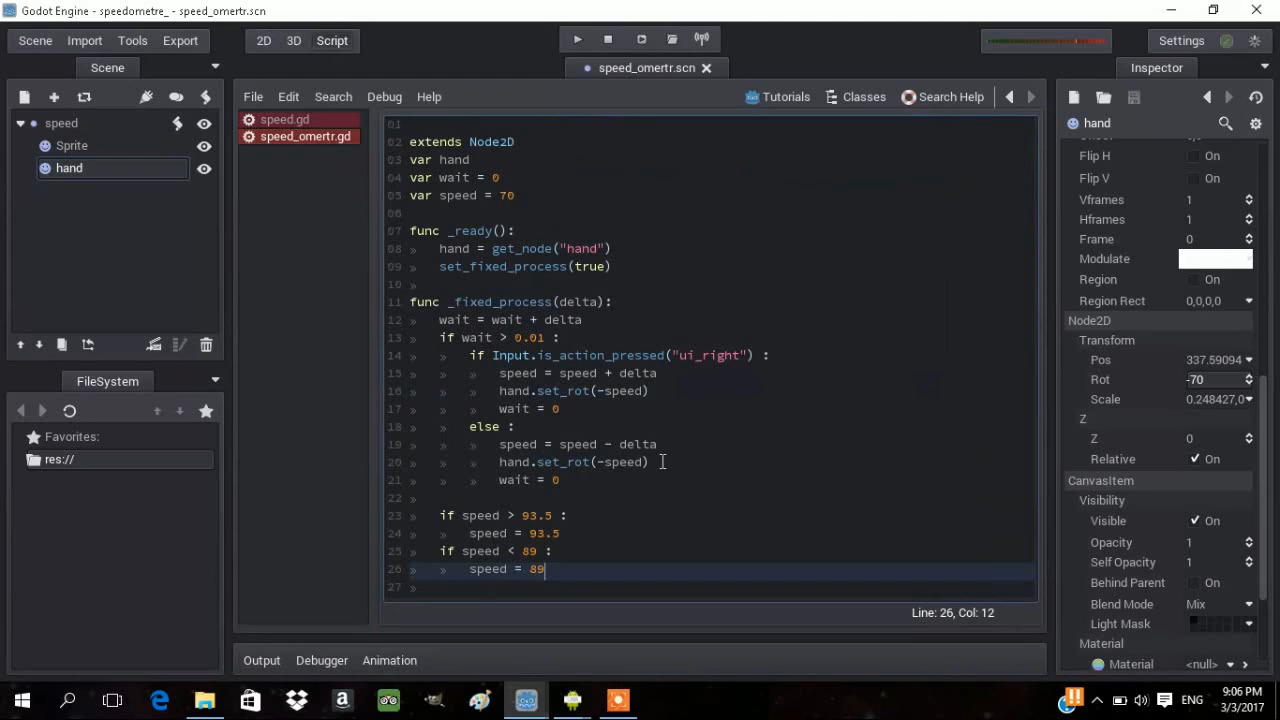 Godot Engine - speedometre_ - speed_omertr.scn
Scene Import Tools Export
2D 3D Script
Settings
Scene
speed_omertr.scn
Inspector
File Edit Search Debug Help
Tutorials Classes Search Help
speed
Sprite
hand
speed.gd
speed_omertr.gd
01
02 extends Node2D
03 var hand
04 var wait = 0
05 var speed = 70
06
07 func _ready():
08 » hand = get_node("hand")
09 » set_fixed_process(true)
10 »
11 func _fixed_process(delta):
12 » wait = wait + delta
13 » if wait > 0.01 :
14 » » if Input.is_action_pressed("ui_right") :
15 » » » speed = speed + delta
16 » » » hand.set_rot(-speed)
17 » » » wait = 0
18 » » else :
19 » » » speed = speed - delta
20 » » » hand.set_rot(-speed)
21 » » » wait = 0
22 »
23 » if speed > 93.5 :
24 » » speed = 93.5
25 » if speed < 89 :
26 » » speed = 89
27 »
Line: 26, Col: 12
FileSystem
Favorites:
res://
Output Debugger Animation
hand
Flip H On
Flip V On
Vframes 1
Hframes 1
Frame 0
Modulate
Region On
Region Rect 0,0,0,0
Node2D
Transform
Pos 337.59094
Rot -70
Scale 0.248427,0
Z
Z 0
Relative On
CanvasItem
Visibility
Visible On
Opacity 1
Self Opacity 1
Behind Parent On
Blend Mode Mix
Light Mask
Material
Material <null>
ENG
9:06 PM
3/3/2017